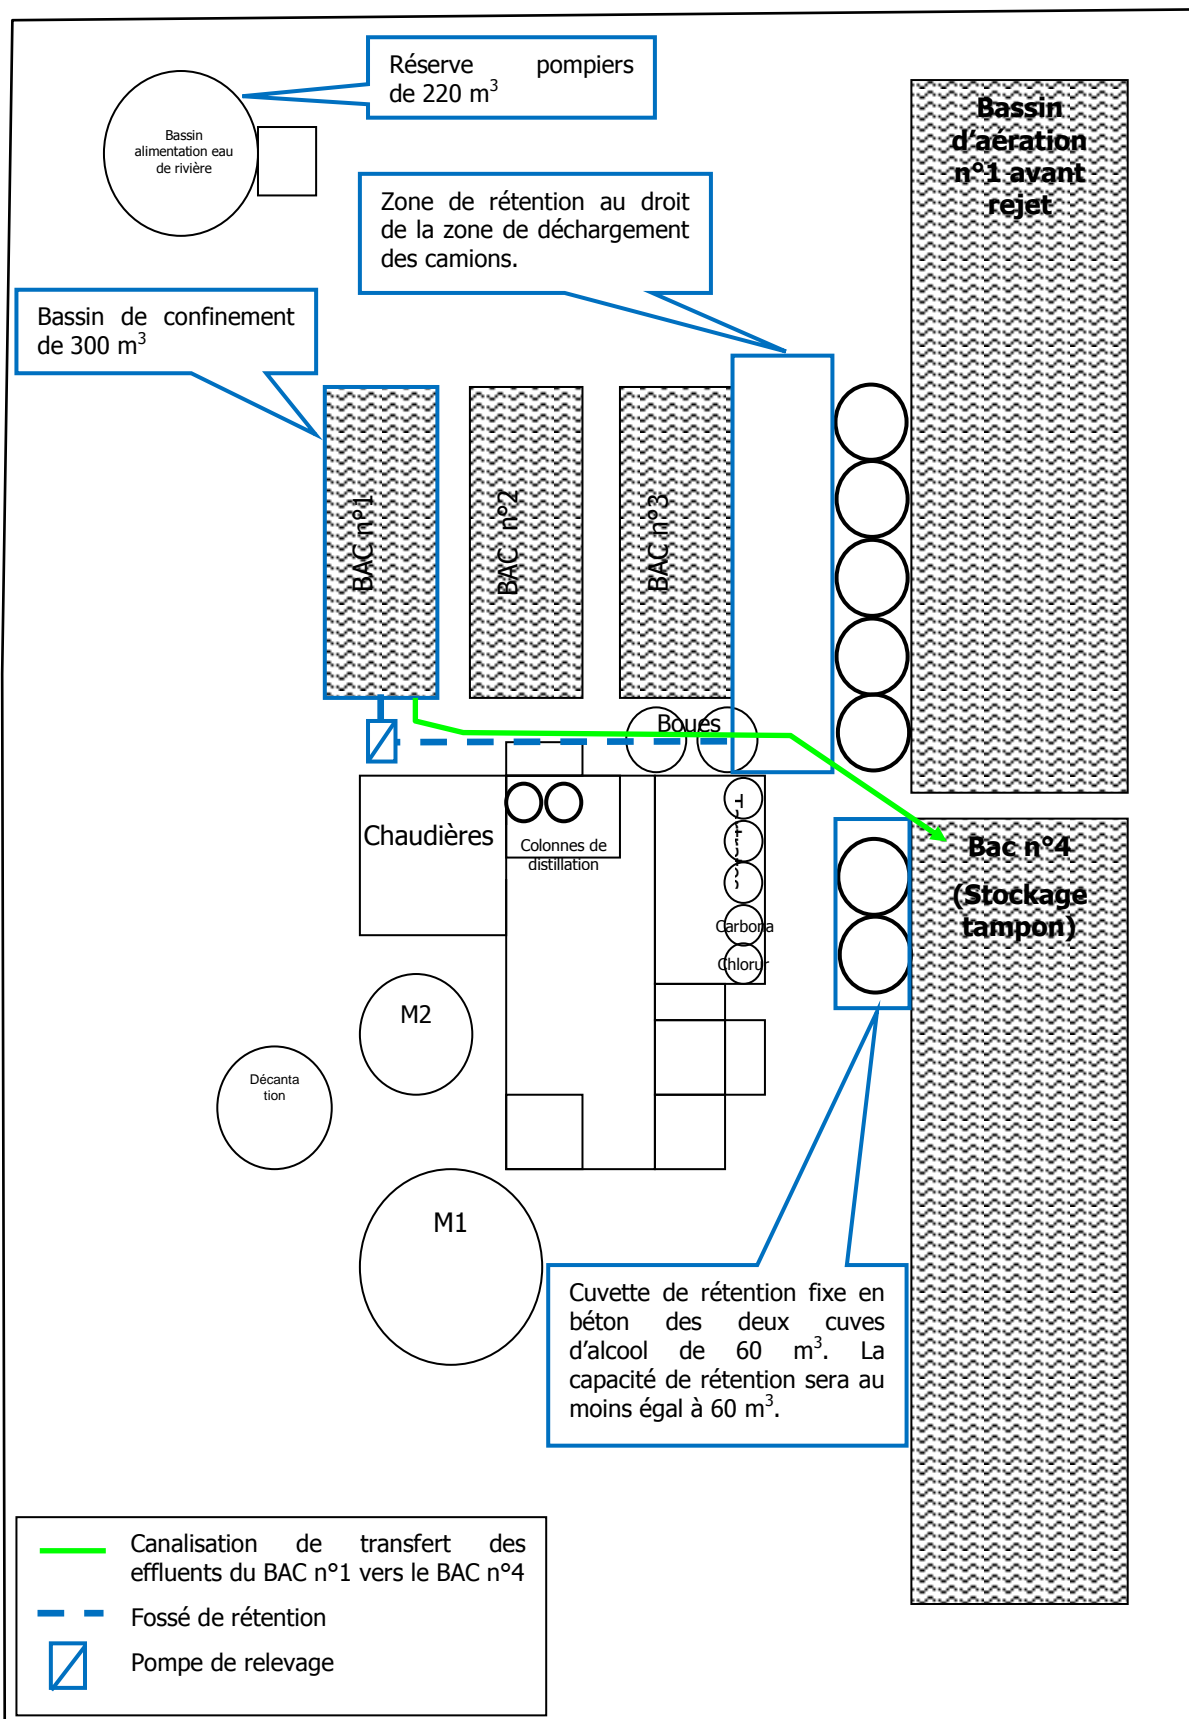 Réserve pompiers
de 220 m³
Bassin
alimentation eau
de rivière
Bassin
d'aération
n°1 avant
rejet
Zone de rétention au droit
de la zone de déchargement
des camions.
Bassin de confinement
de 300 m³
BAC n°1
BAC n°2
BAC n°3
Boues
Chaudières
Colonnes de
distillation
Carbona
Chlorur
Bac n°4
(Stockage
tampon)
M2
Décanta
tion
M1
Cuvette de rétention fixe en
béton des deux cuves
d'alcool de 60 m³. La
capacité de rétention sera au
moins égal à 60 m³.
Canalisation de transfert des
effluents du BAC n°1 vers le BAC n°4
Fossé de rétention
Pompe de relevage